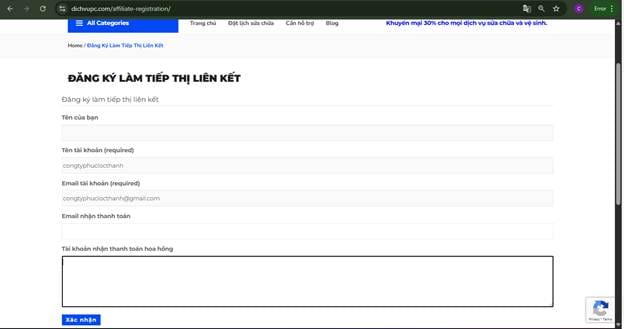 dichvupc.com/affiliate-registration/
Error
All Categories
Trang chủ
Đặt lịch sửa chữa
Cần hỗ trợ
Blog
Khuyến mại 30% cho mọi dịch vụ sửa chữa và vệ sinh.
Home / Đăng Ký Làm Tiếp Thị Liên Kết
ĐĂNG KÝ LÀM TIẾP THỊ LIÊN KẾT
Đăng ký làm tiếp thị liên kết
Tên của bạn
Tên tài khoản (required)
congtyphuclocthanh
Email tài khoản (required)
congtyphuclocthanh@gmail.com
Email nhận thanh toán
Tài khoản nhận thanh toán hoa hồng
Xác nhận
Privacy - Terms